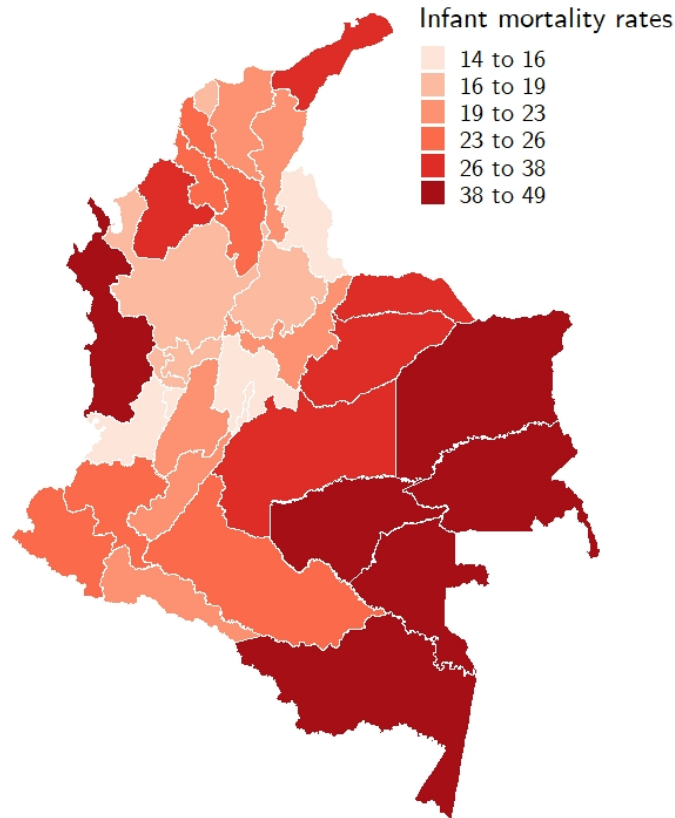 Infant mortality rates
14 to 16
16 to 19
19 to 23
23 to 26
26 to 38
38 to 49